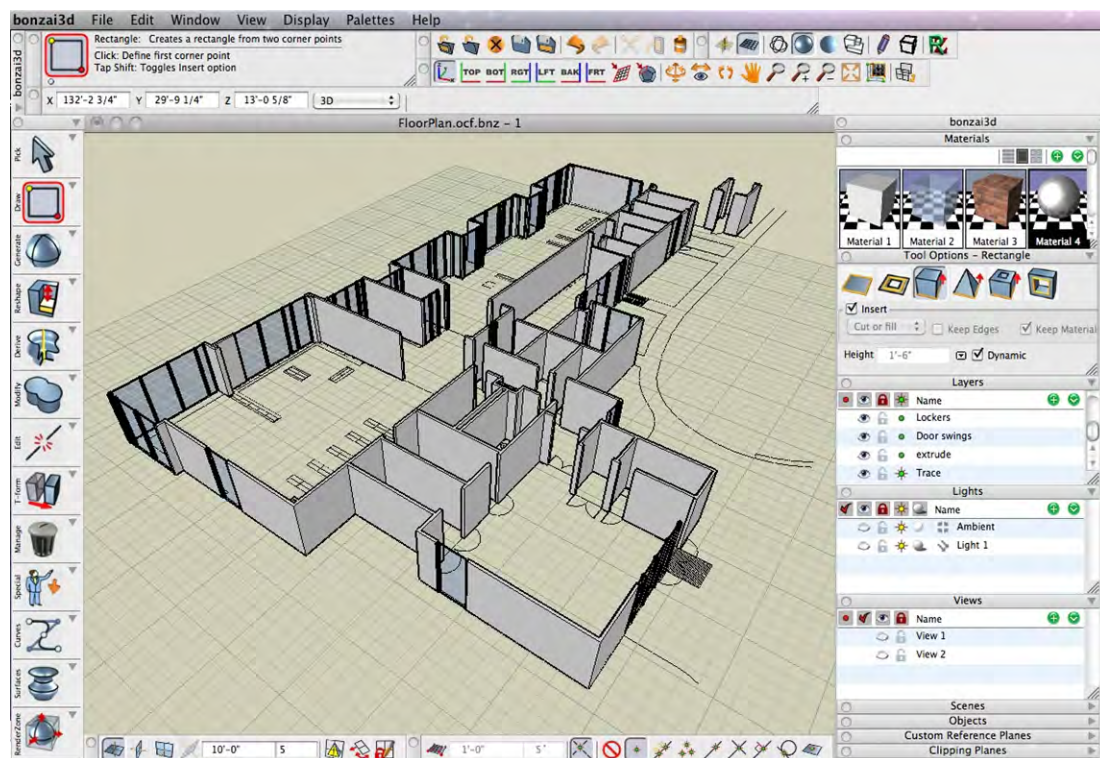 bonzai3d File Edit Window View Display Palettes Help
bonzai3d
Rectangle: Creates a rectangle from two corner points
Click: Define first corner point
Tap Shift: Toggles Insert option
TOP BOT RGT LFT BAK FRT
X 132'-2 3/4" Y 29'-9 1/4" Z 13'-0 5/8" 3D
FloorPlan.ocf.bnz - 1
Pick
Draw
Generate
Reshape
Derive
Modify
Edit
T-form
Manage
Special
Curves
Surfaces
RenderZone
bonzai3d
Materials
Material 1 Material 2 Material 3 Material 4
Tool Options - Rectangle
Insert
Cut or fill Keep Edges Keep Material
Height 1'-6" Dynamic
Layers
Name
Lockers
Door swings
extrude
Trace
Lights
Name
Ambient
Light 1
Views
Name
View 1
View 2
Scenes
Objects
Custom Reference Planes
Clipping Planes
10'-0" 5 1'-0" 5°